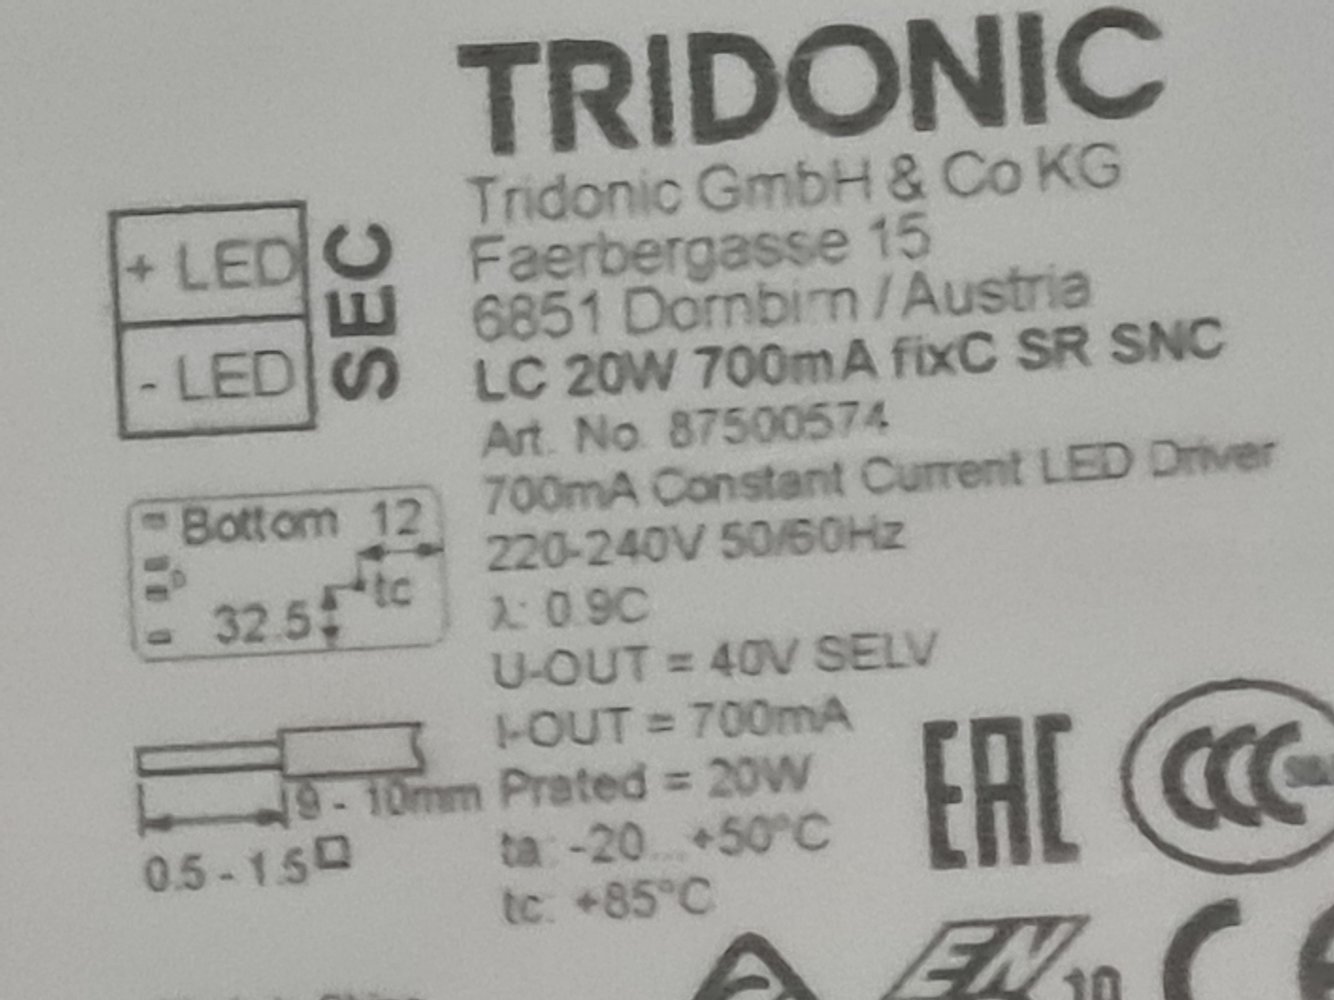 TRIDONIC
Tridonic GmbH & Co KG
Faerbergasse 15
6851 Dornbirn / Austria
LC 20W 700mA fixC SR SNC
Art. No. 87500574
700mA Constant Current LED Driver
220-240V 50/60Hz
λ: 0.9C
U-OUT = 40V SELV
I-OUT = 700mA
Prated = 20W
ta: -20...+50°C
tc: +85°C
+ LED
- LED
SEC
Bottom 12
tc
32.5
9 - 10mm
0.5 - 1.5
EAC
CCC
EN
10
C